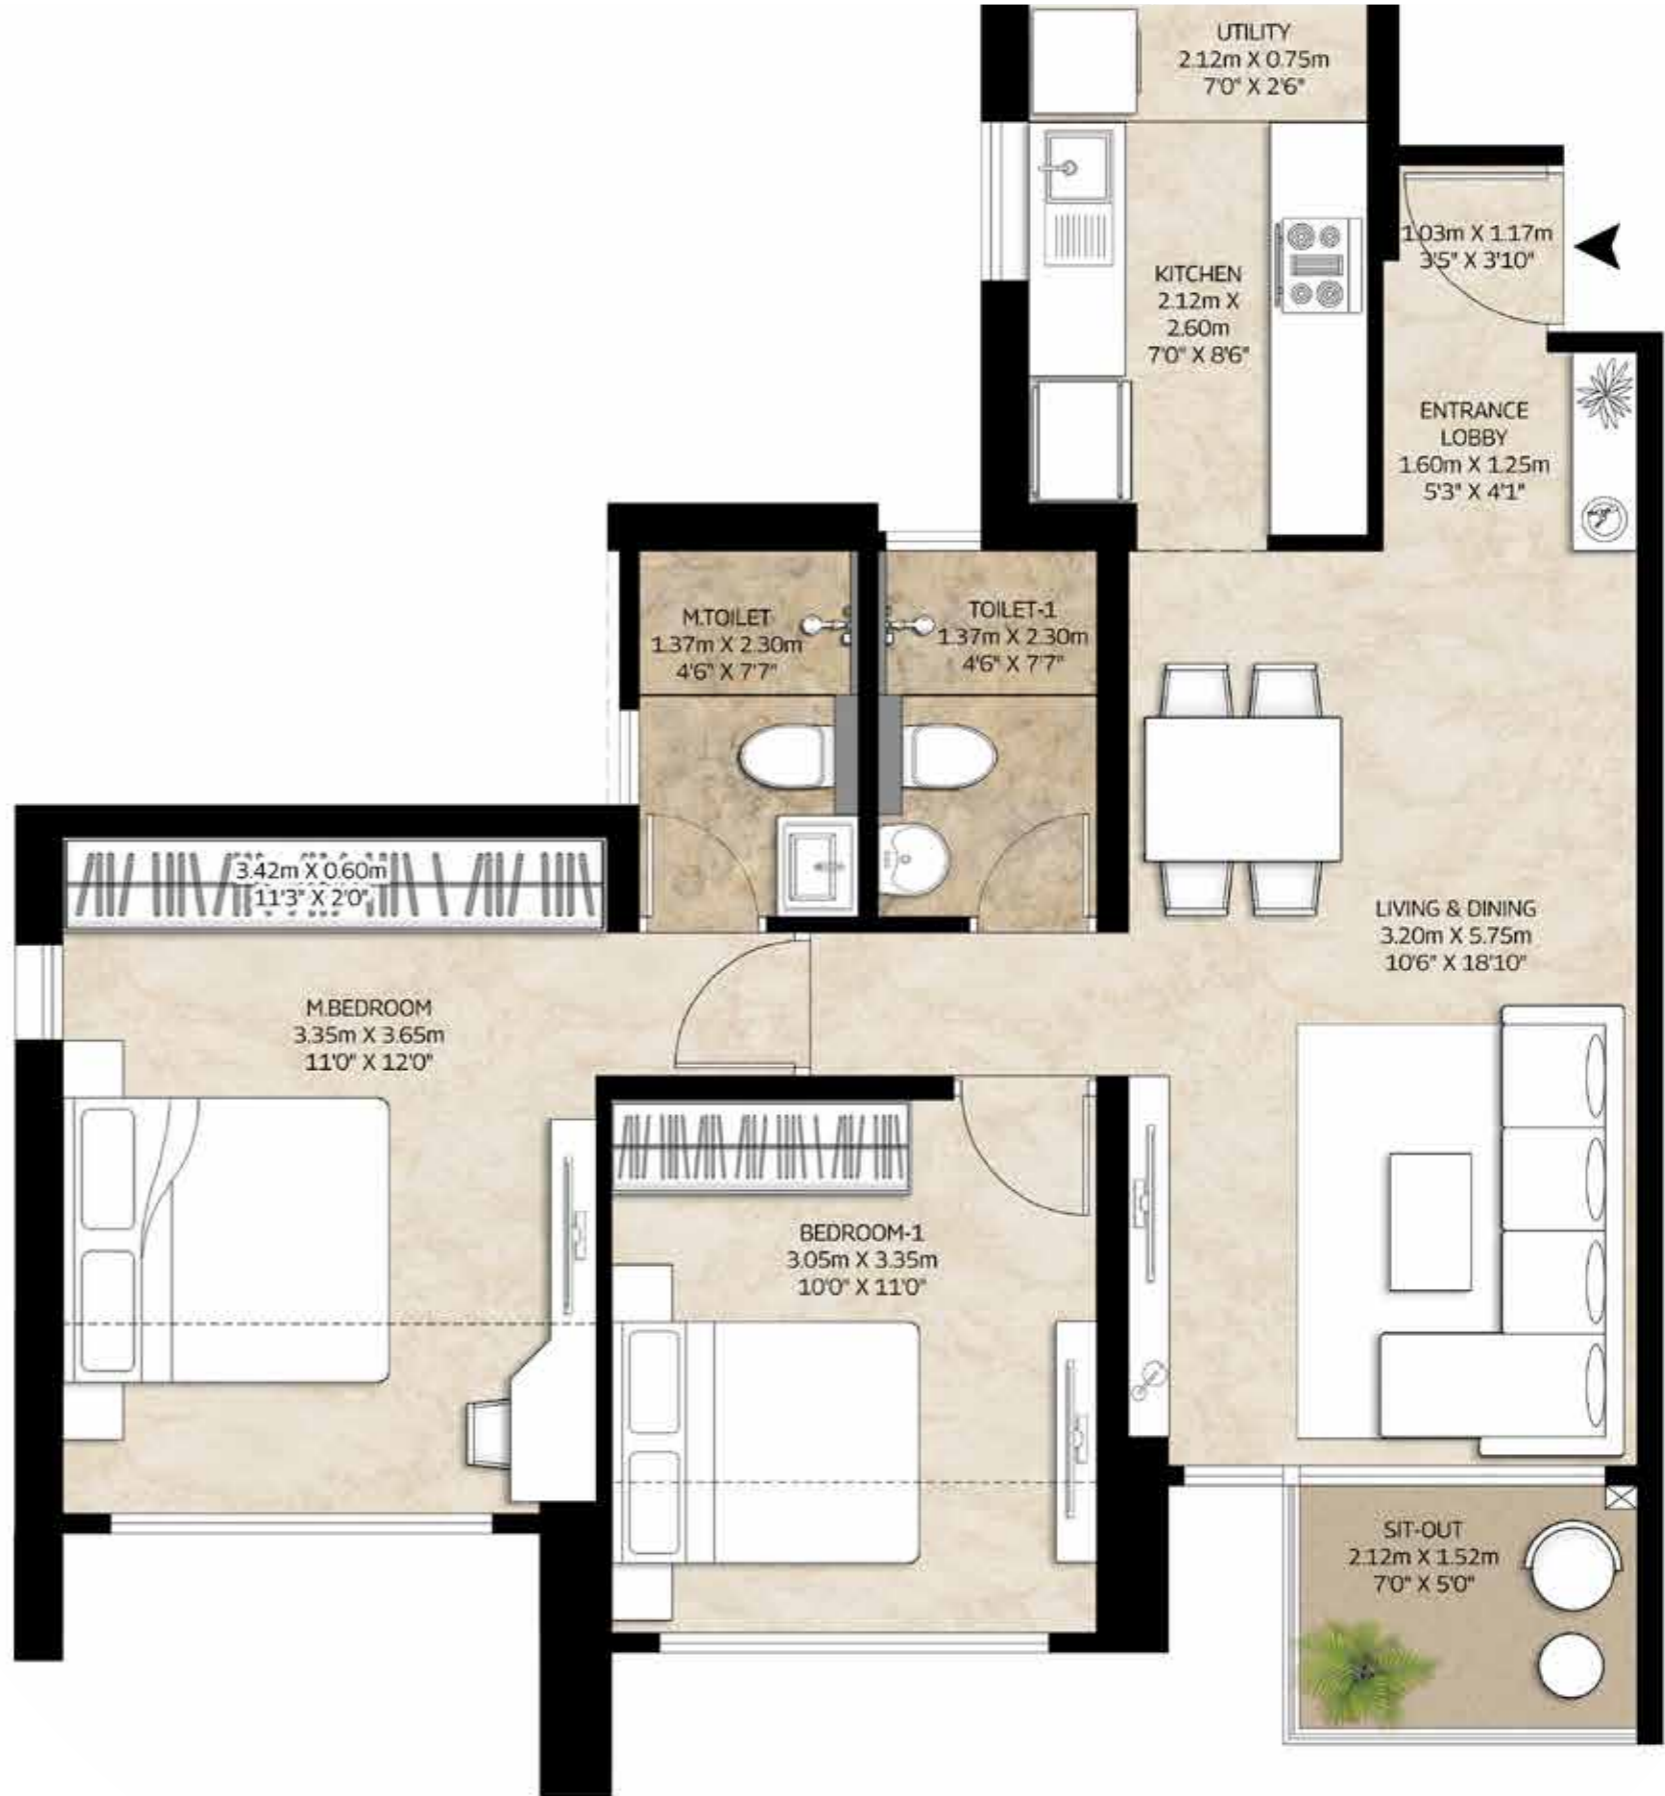 UTILITY
2.12m X 0.75m
7'0" X 2'6"
1.03m X 1.17m
3'5" X 3'10"
KITCHEN
2.12m X
2.60m
7'0" X 8'6"
ENTRANCE
LOBBY
1.60m X 1.25m
5'3" X 4'1"
M.TOILET
1.37m X 2.30m
4'6" X 7'7"
TOILET-1
1.37m X 2.30m
4'6" X 7'7"
3.42m X 0.60m
11'3" X 2'0"
LIVING & DINING
3.20m X 5.75m
10'6" X 18'10"
M.BEDROOM
3.35m X 3.65m
11'0" X 12'0"
BEDROOM-1
3.05m X 3.35m
10'0" X 11'0"
SIT-OUT
2.12m X 1.52m
7'0" X 5'0"